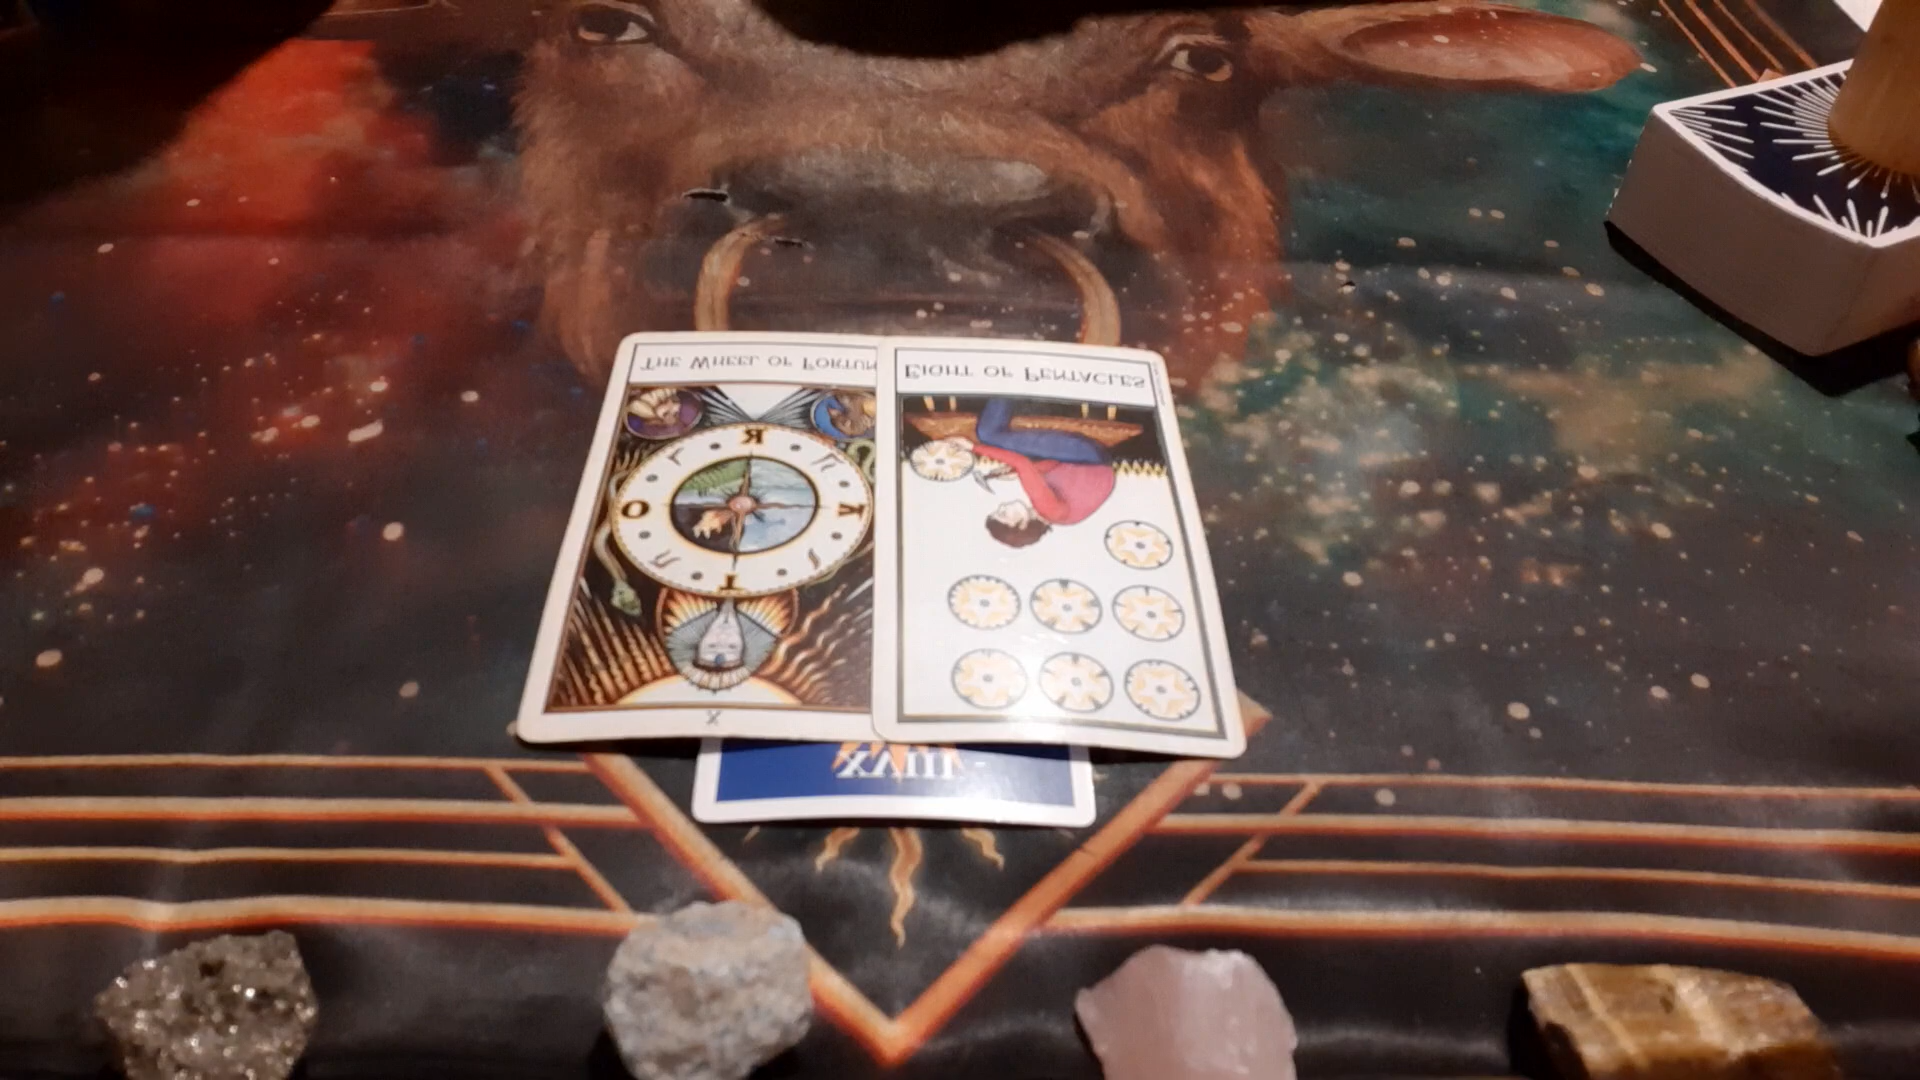 THE WHEEL OF FORTUN
EIGHT OF PENTACLES
R
O
T
X
XVIII